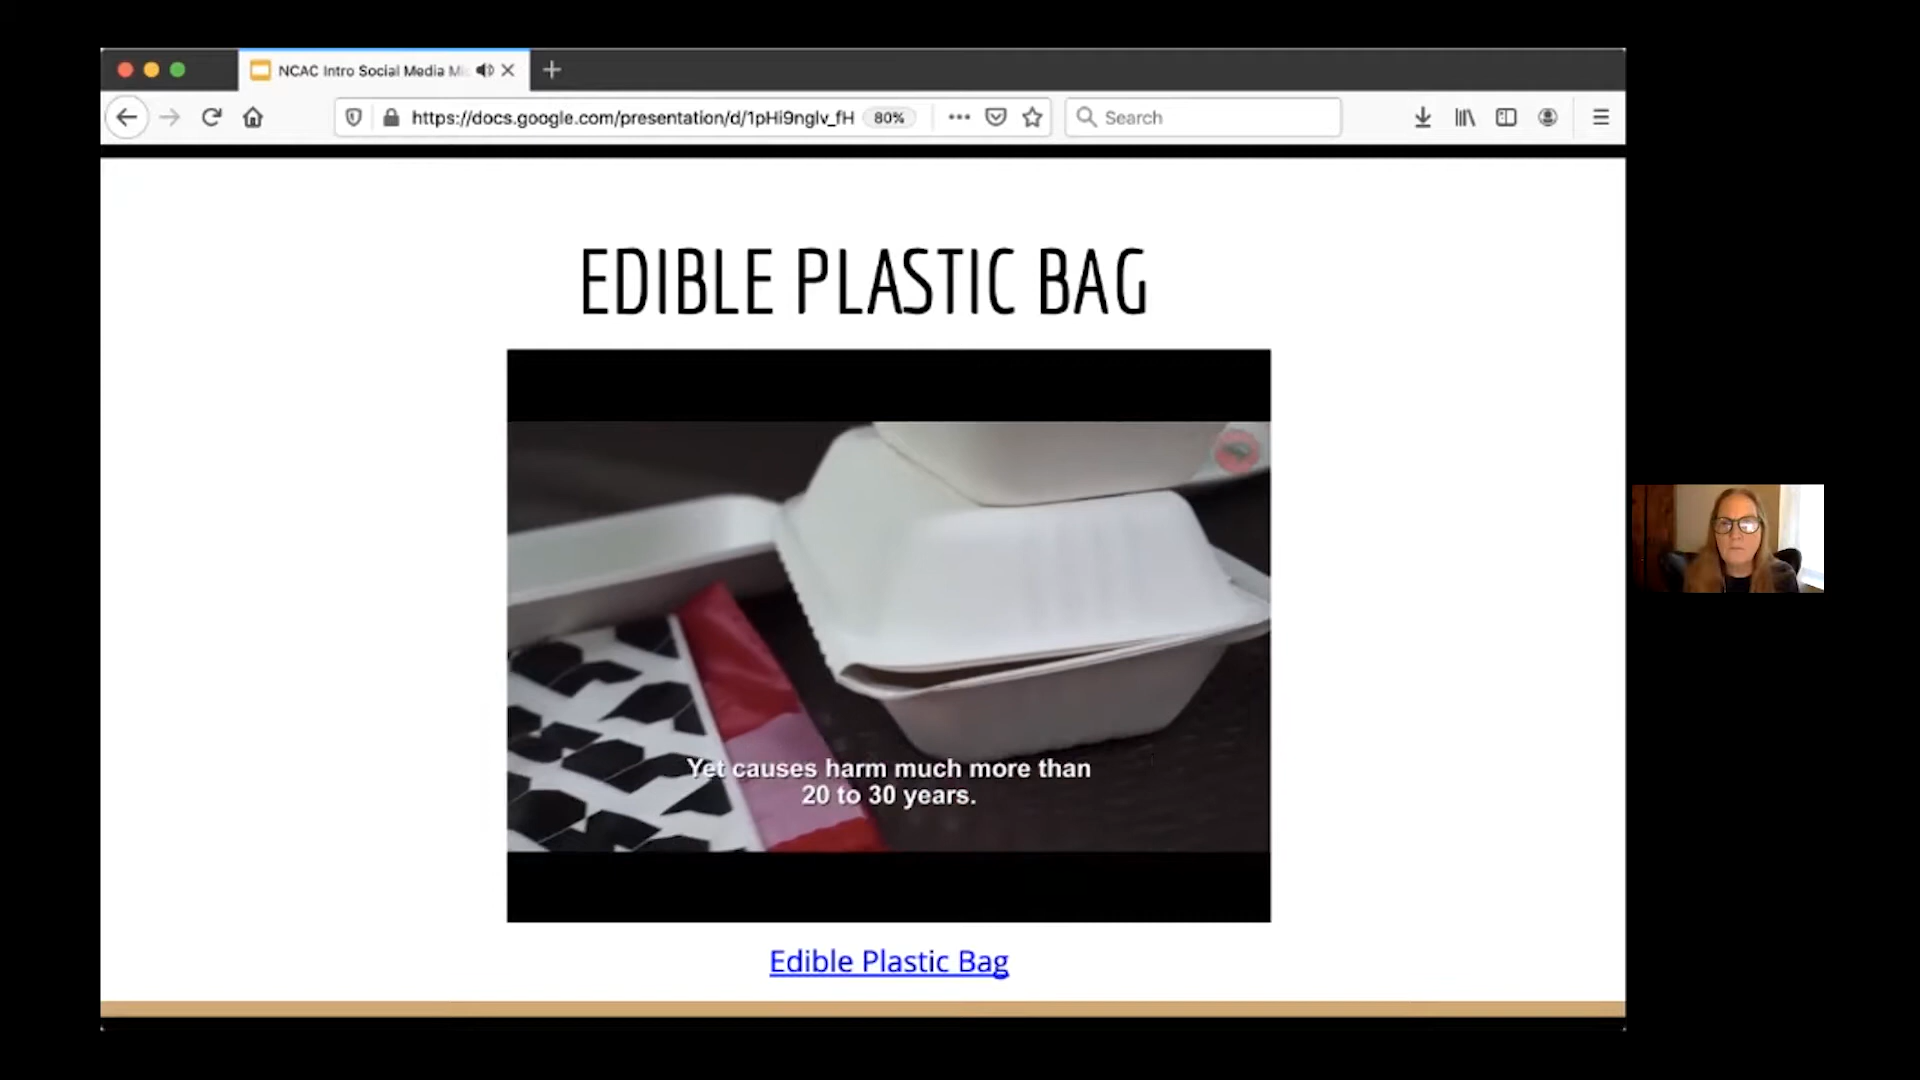 NCAC Intro Social Media Mi
https://docs.google.com/presentation/d/1pHi9nglv_fH
80%
Search
EDIBLE PLASTIC BAG
Yet causes harm much more than
20 to 30 years.
Edible Plastic Bag